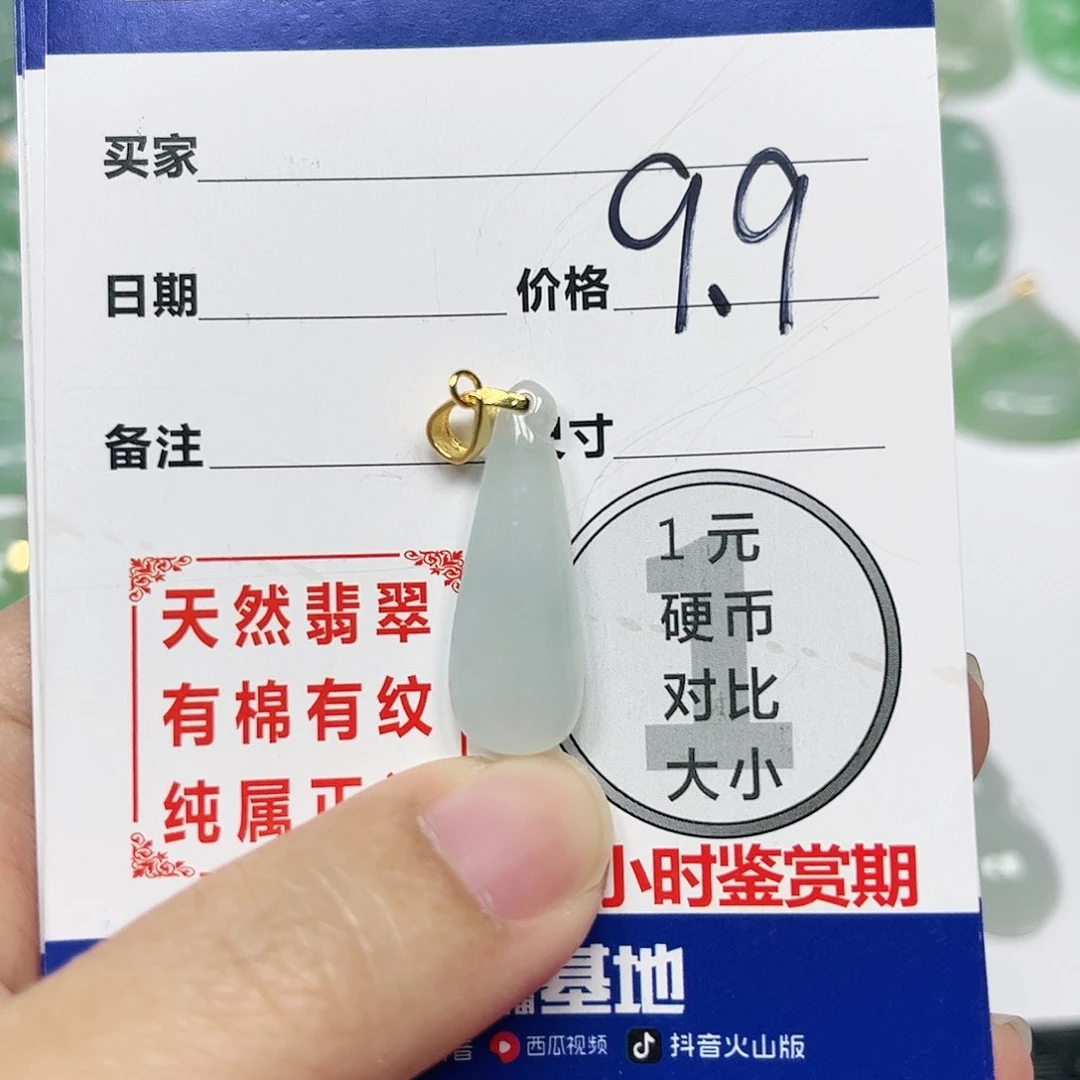 买家
9.9
日期 价格
备注 寸
1元
硬币
对比
大小
天然翡翠
有棉有纹
纯属正
小时鉴赏期
基地
音 西瓜视频 抖音火山版